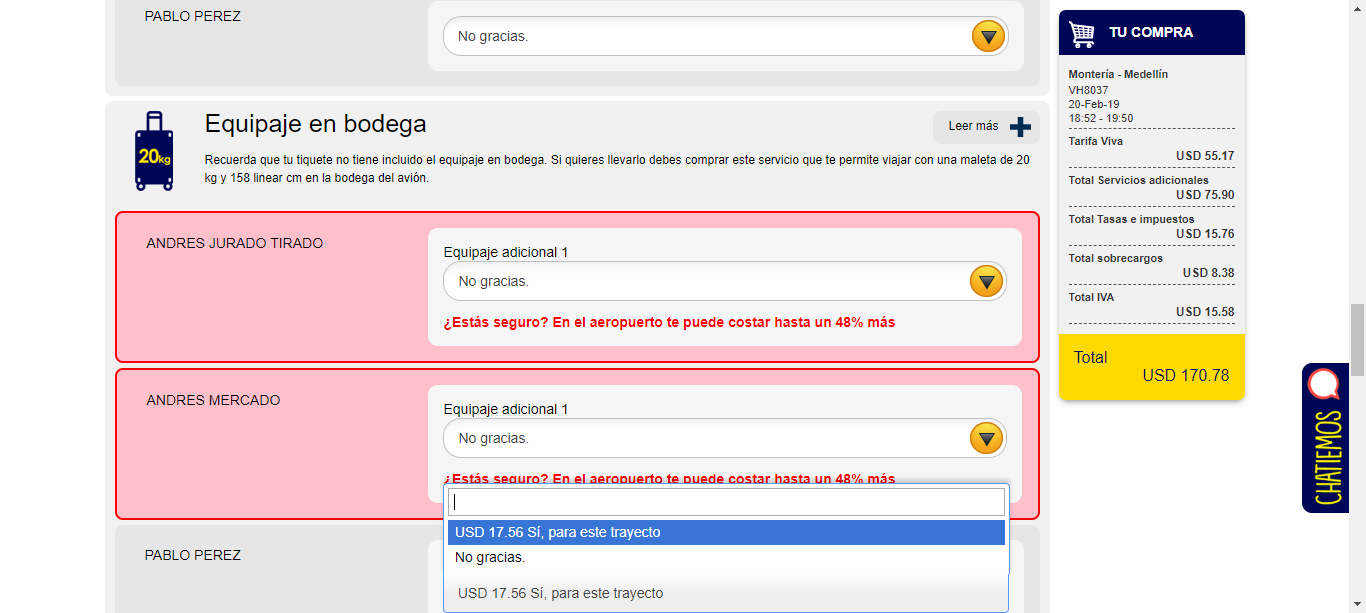 PABLO PEREZ
No gracias.
20kg
Equipaje en bodega
Leer más
Recuerda que tu tiquete no tiene incluido el equipaje en bodega. Si quieres llevarlo debes comprar este servicio que te permite viajar con una maleta de 20
kg y 158 linear cm en la bodega del avión.
ANDRES JURADO TIRADO
Equipaje adicional 1
No gracias.
¿Estás seguro? En el aeropuerto te puede costar hasta un 48% más
ANDRES MERCADO
Equipaje adicional 1
No gracias.
¿Estás seguro? En el aeropuerto te puede costar hasta un 48% más
USD 17.56 Sí, para este trayecto
No gracias.
PABLO PEREZ
USD 17.56 Sí, para este trayecto
TU COMPRA
Montería - Medellín
VH8037
20-Feb-19
18:52 - 19:50
Tarifa Viva
USD 55.17
Total Servicios adicionales
USD 75.90
Total Tasas e impuestos
USD 15.76
Total sobrecargos
USD 8.38
Total IVA
USD 15.58
Total
USD 170.78
CHATIEMOS